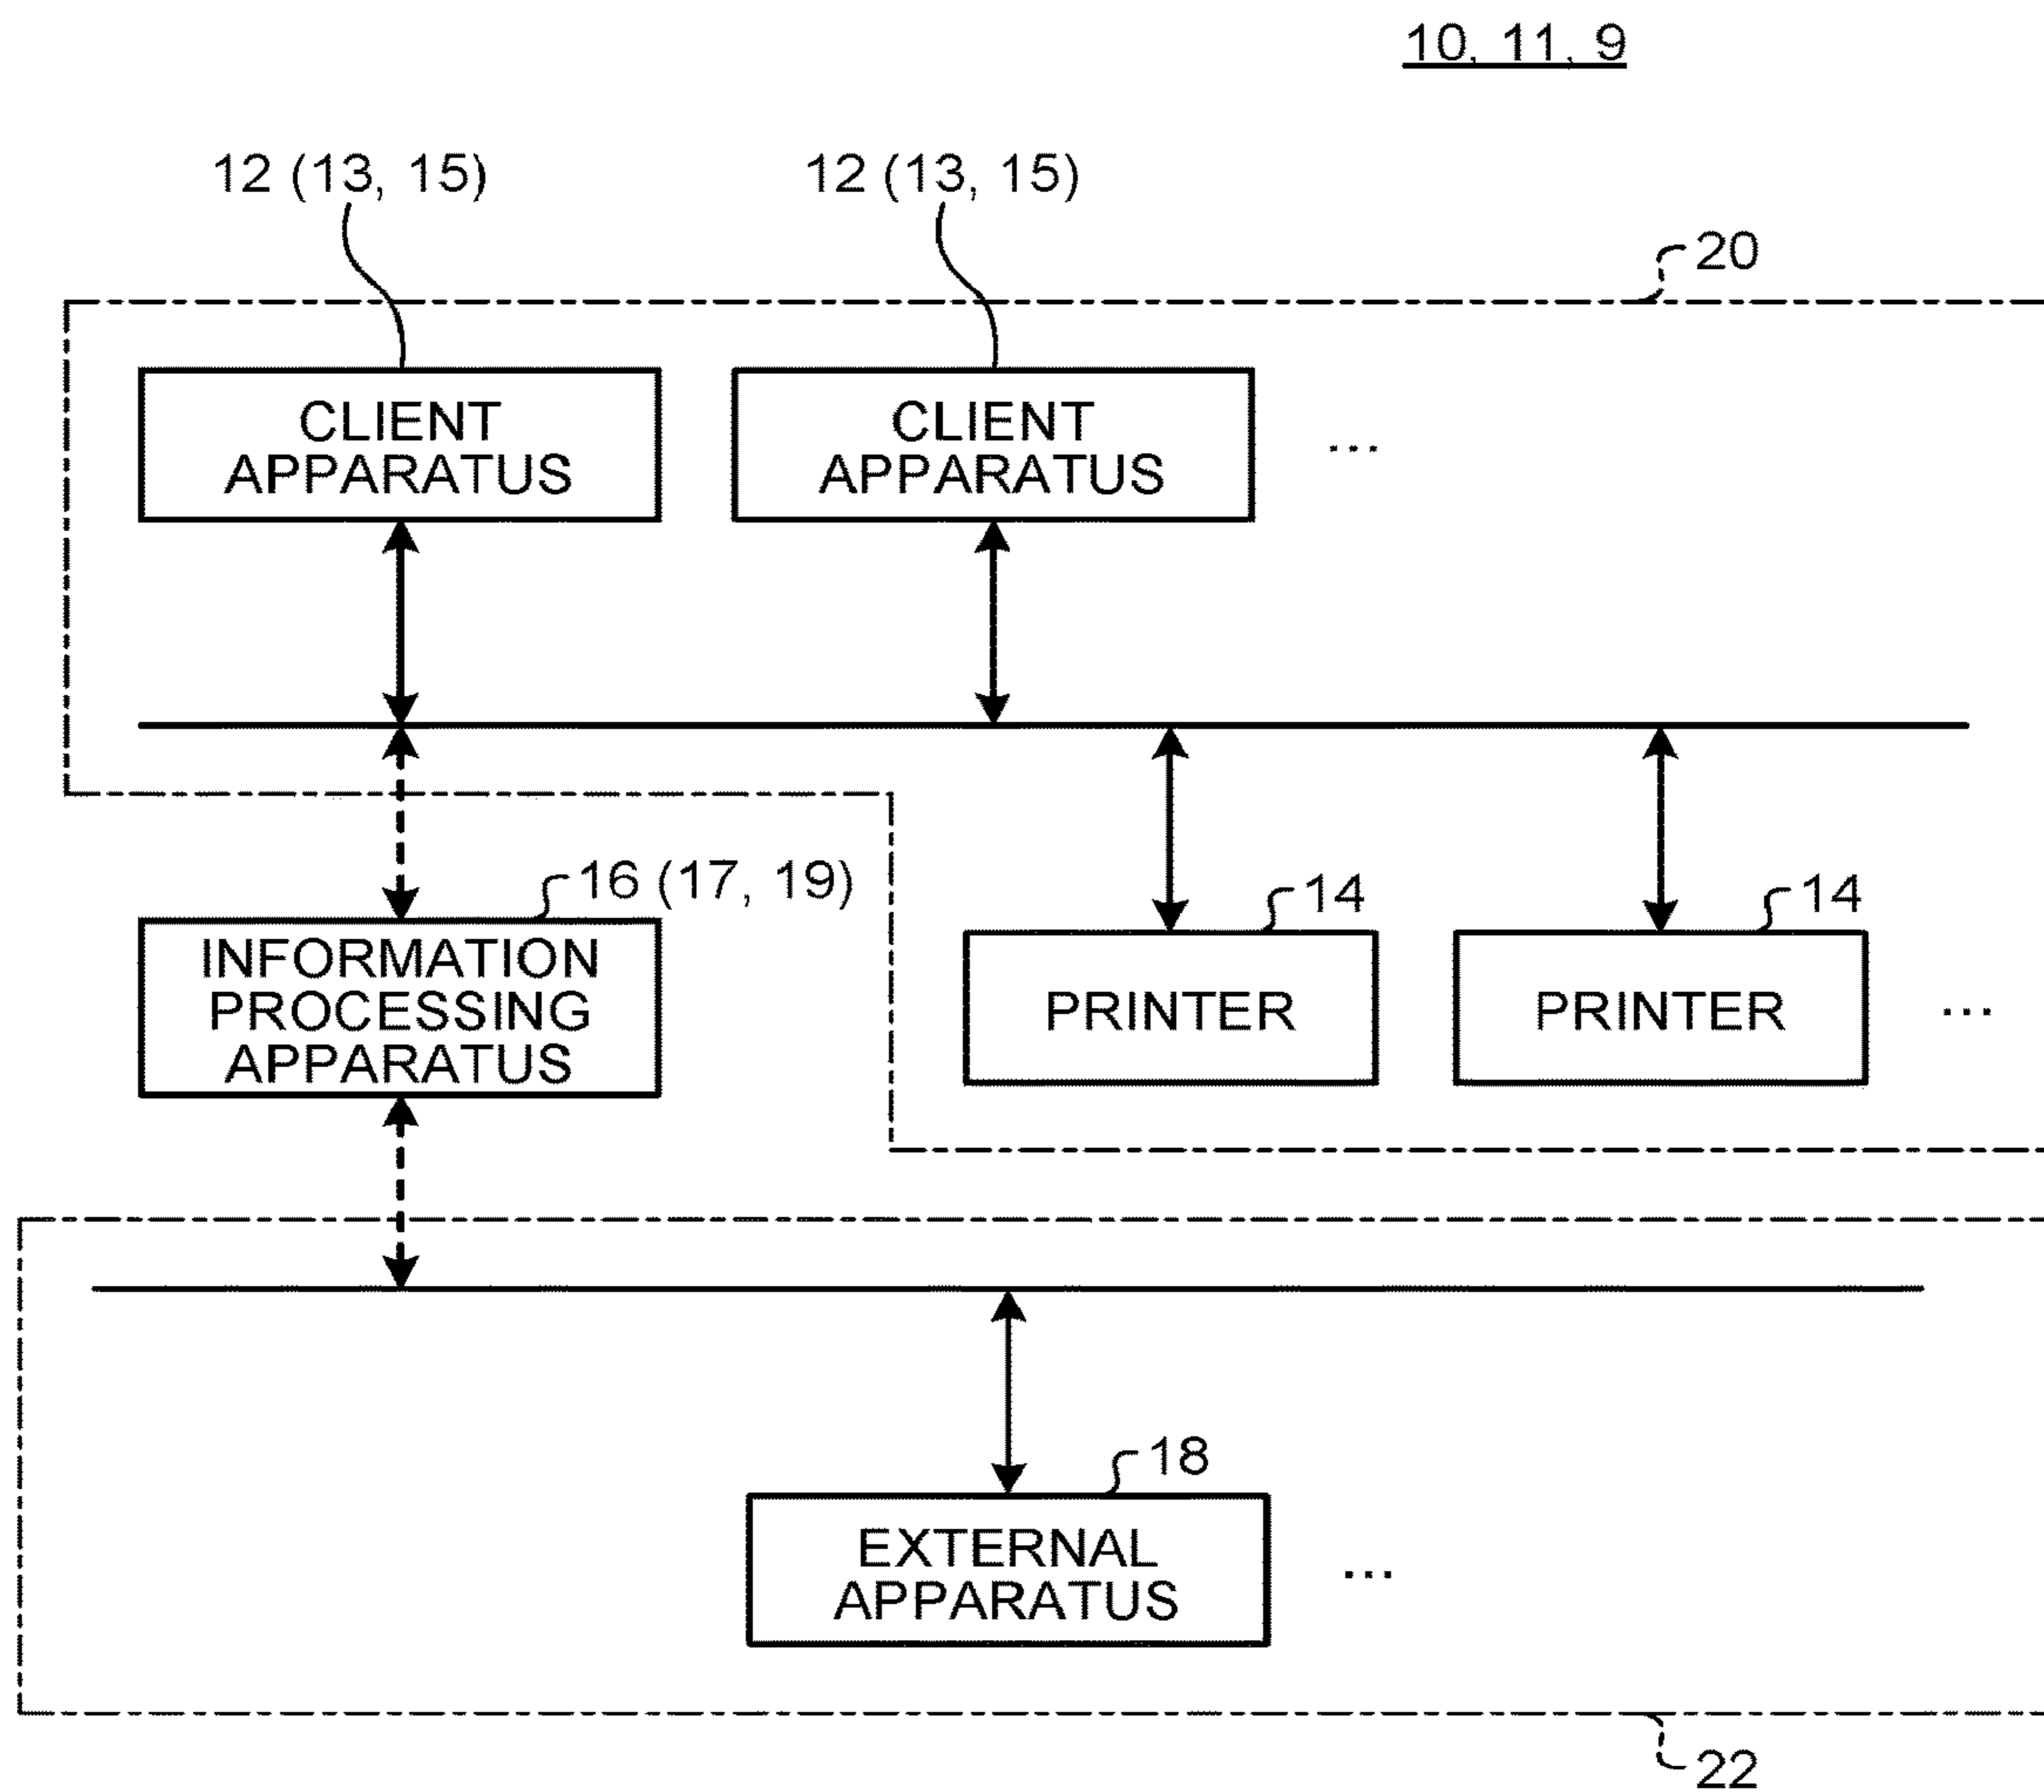 10, 11, 9
12 (13, 15)
12 (13, 15)
20
CLIENT
APPARATUS
CLIENT
APPARATUS
...
16 (17, 19)
14
14
INFORMATION
PROCESSING
APPARATUS
PRINTER
PRINTER
...
18
EXTERNAL
APPARATUS
...
22